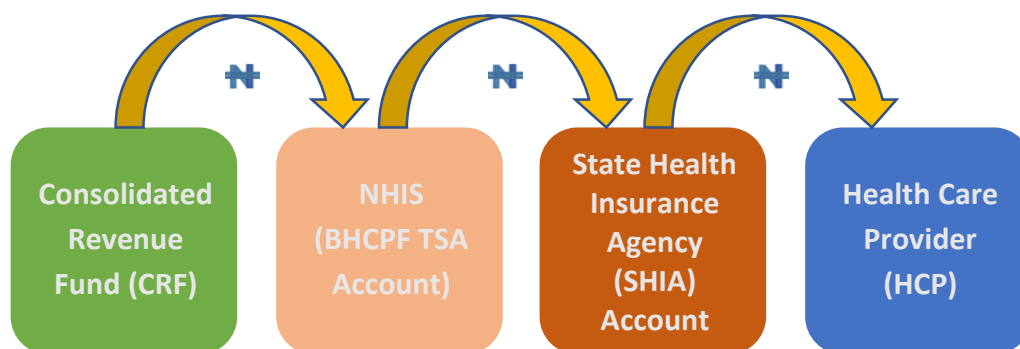 ₦ ₦ ₦
Consolidated
Revenue
Fund (CRF)
NHIS
(BHCPF TSA
Account)
State Health
Insurance
Agency
(SHIA)
Account
Health Care
Provider
(HCP)